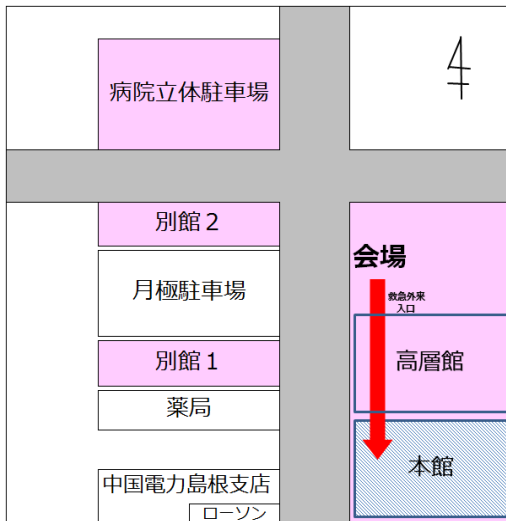 病院立体駐車場
別館２
会場
月極駐車場
救急外来
入口
別館１
高層館
薬局
本館
中国電力島根支店
ローソン